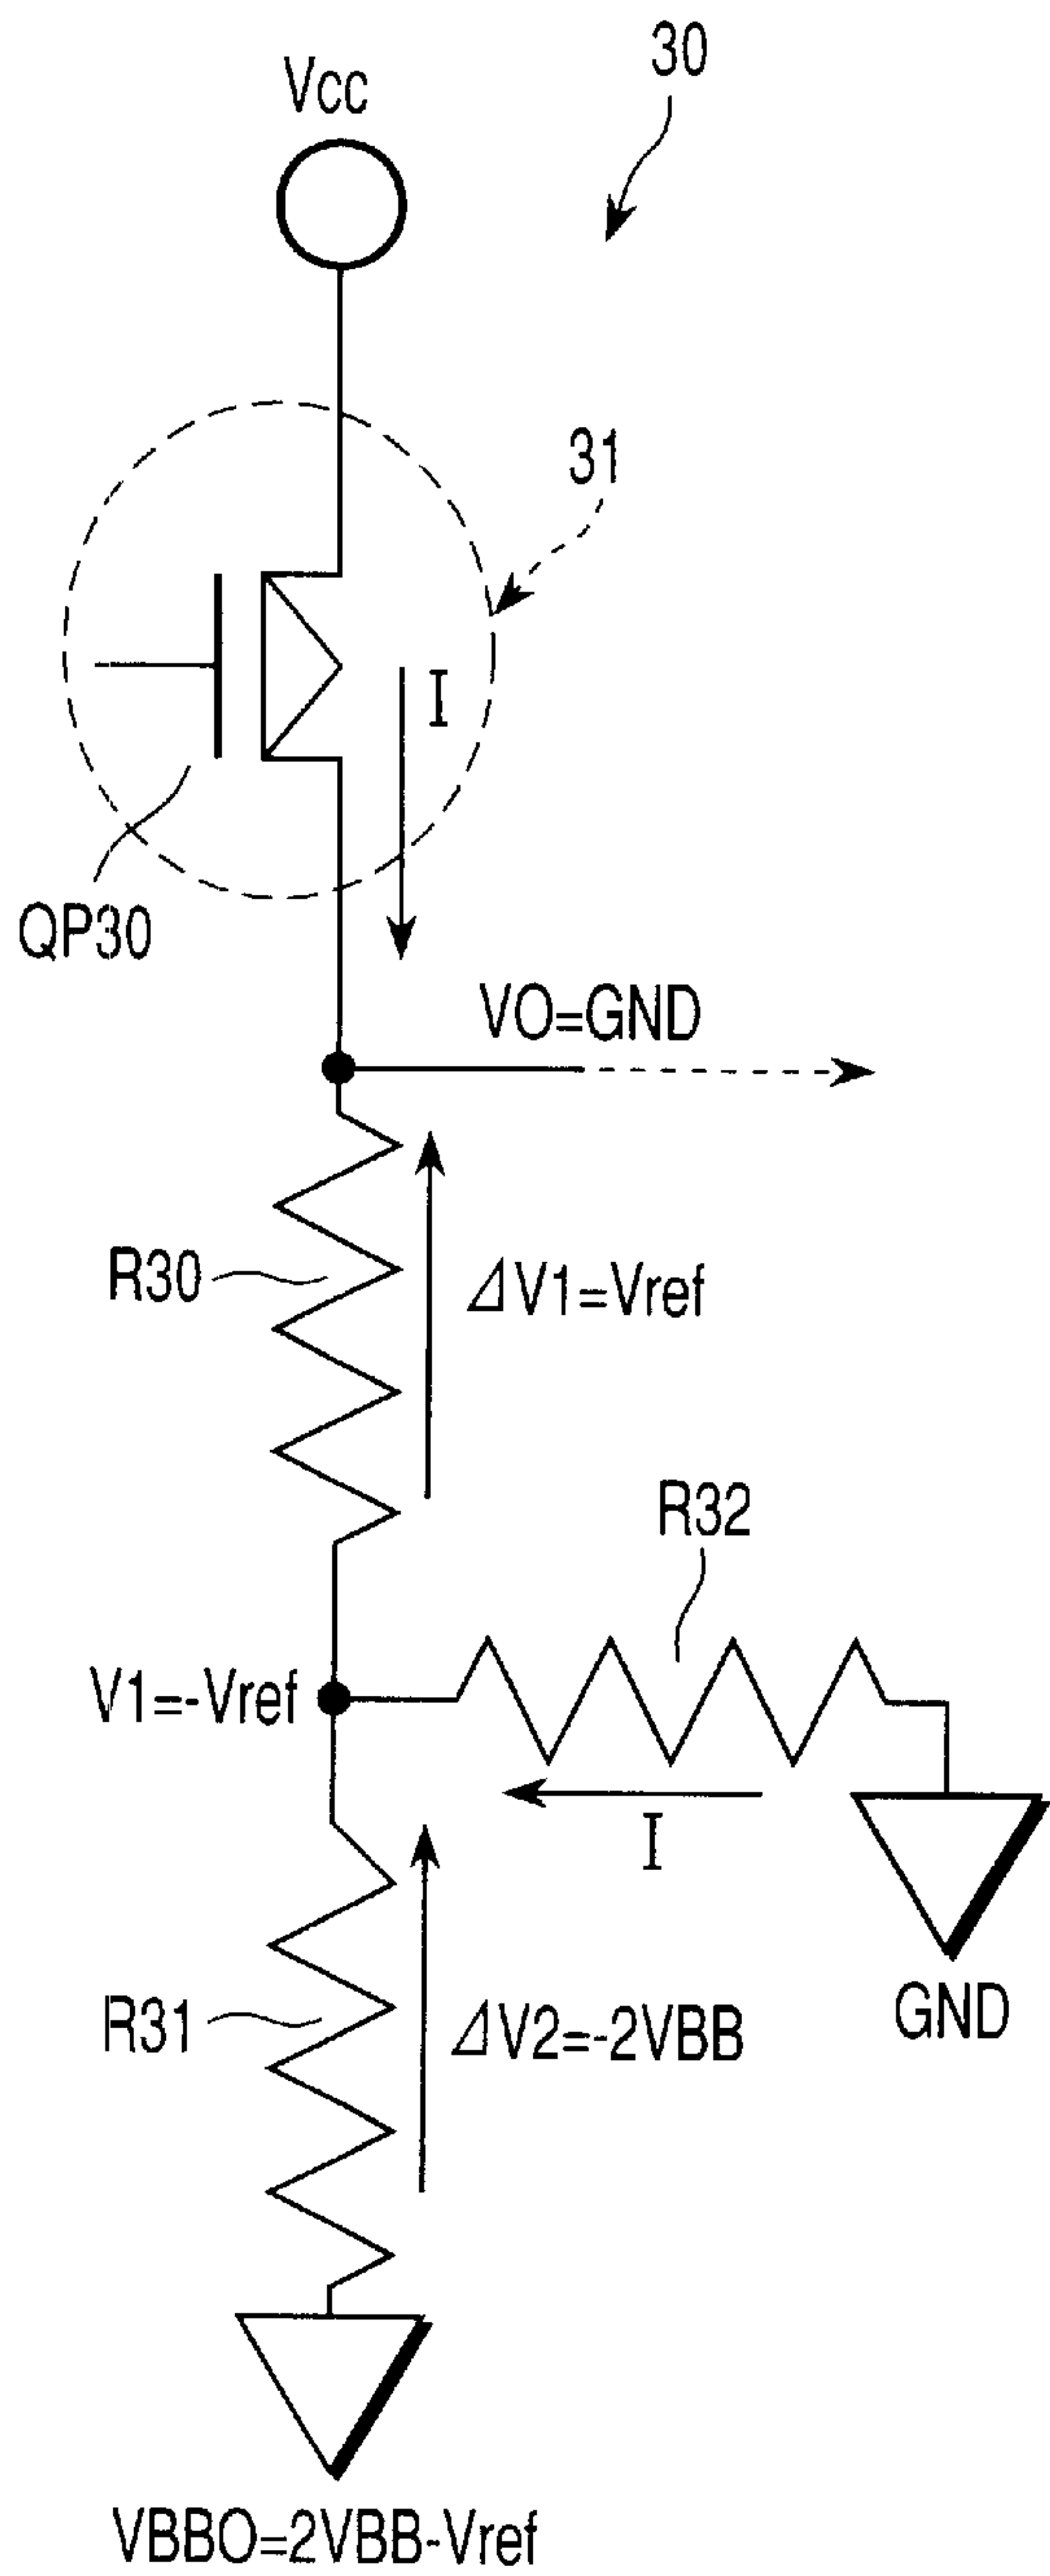 30
Vcc
31
I
QP30
VO=GND
R30
⊿V1=Vref
R32
V1=-Vref
I
GND
R31
⊿V2=-2VBB
VBBO=2VBB-Vref